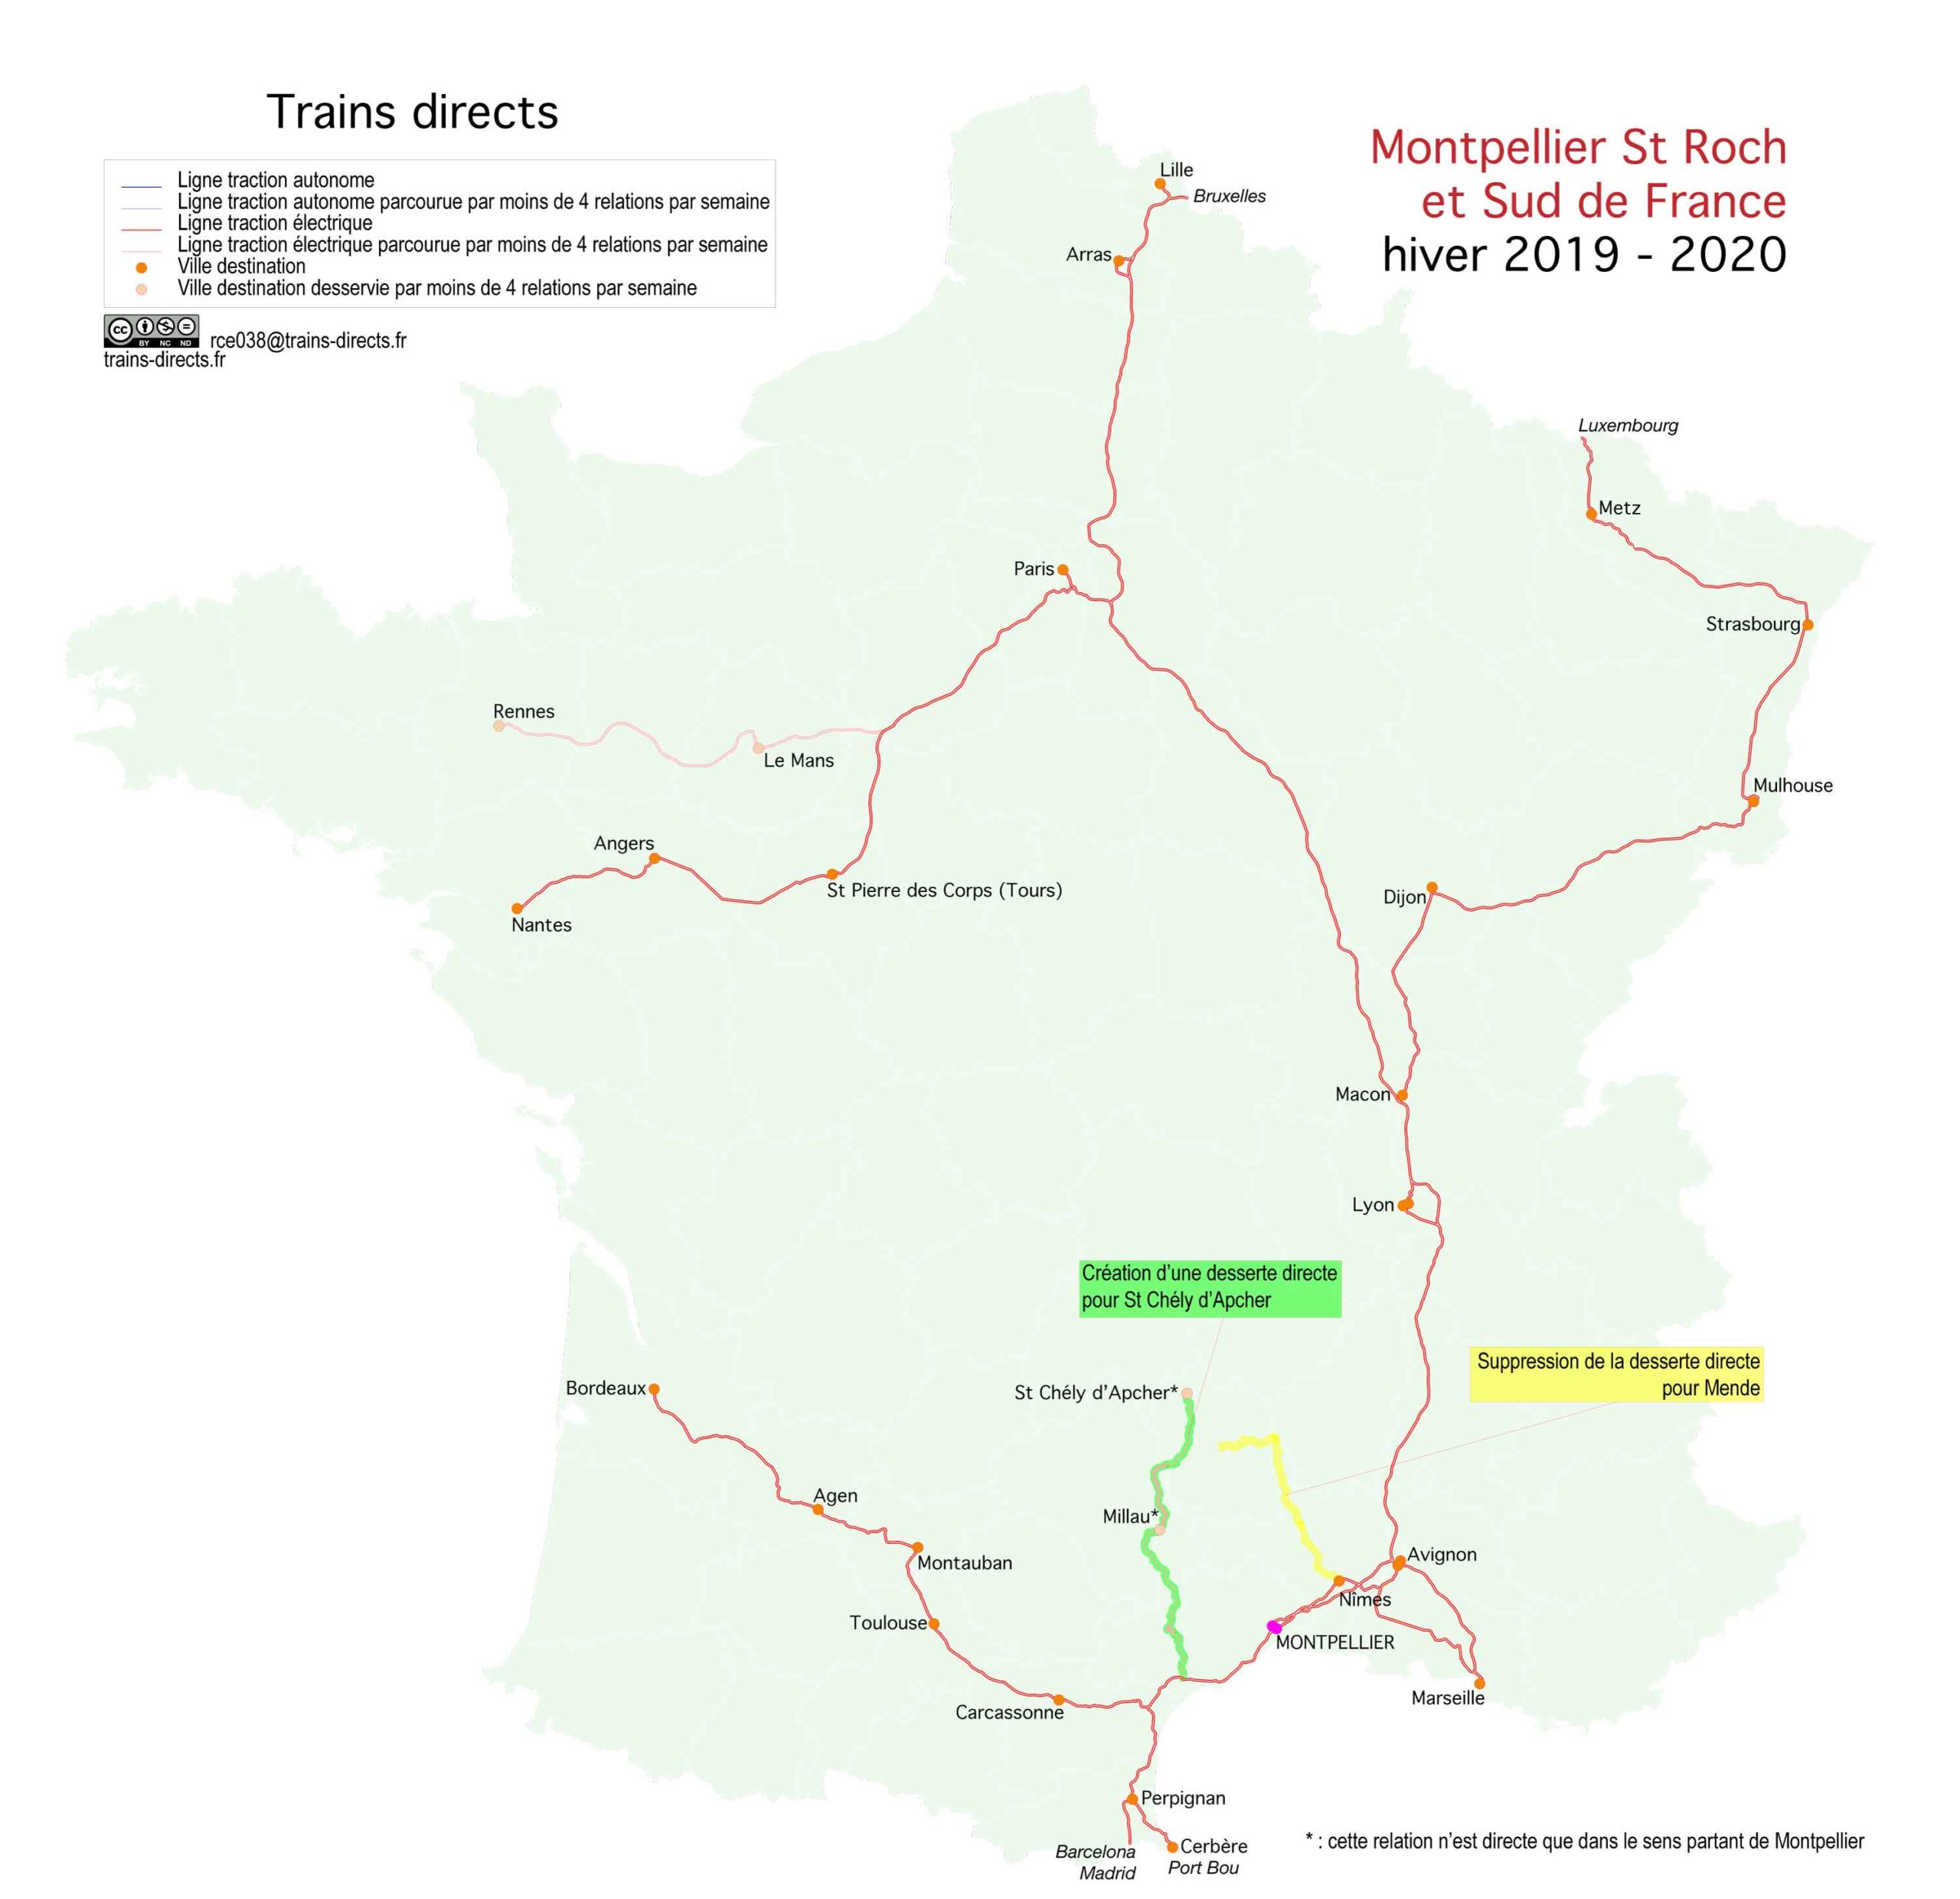 Trains directs
Montpellier St Roch
et Sud de France
hiver 2019 - 2020
Ligne traction autonome
Ligne traction autonome parcourue par moins de 4 relations par semaine
Ligne traction électrique
Ligne traction électrique parcourue par moins de 4 relations par semaine
Ville destination
Ville destination desservie par moins de 4 relations par semaine
cc
BY NC ND
rce038@trains-directs.fr
trains-directs.fr
Lille
Bruxelles
Arras
Luxembourg
Metz
Paris
Strasbourg
Rennes
Le Mans
Mulhouse
Angers
St Pierre des Corps (Tours)
Dijon
Nantes
Macon
Lyon
Création d'une desserte directe
pour St Chély d'Apcher
Suppression de la desserte directe
pour Mende
Bordeaux
St Chély d'Apcher*
Agen
Millau*
Montauban
Avignon
Nîmes
Toulouse
MONTPELLIER
Marseille
Carcassonne
Perpignan
Cerbère
Port Bou
Barcelona
Madrid
* : cette relation n'est directe que dans le sens partant de Montpellier